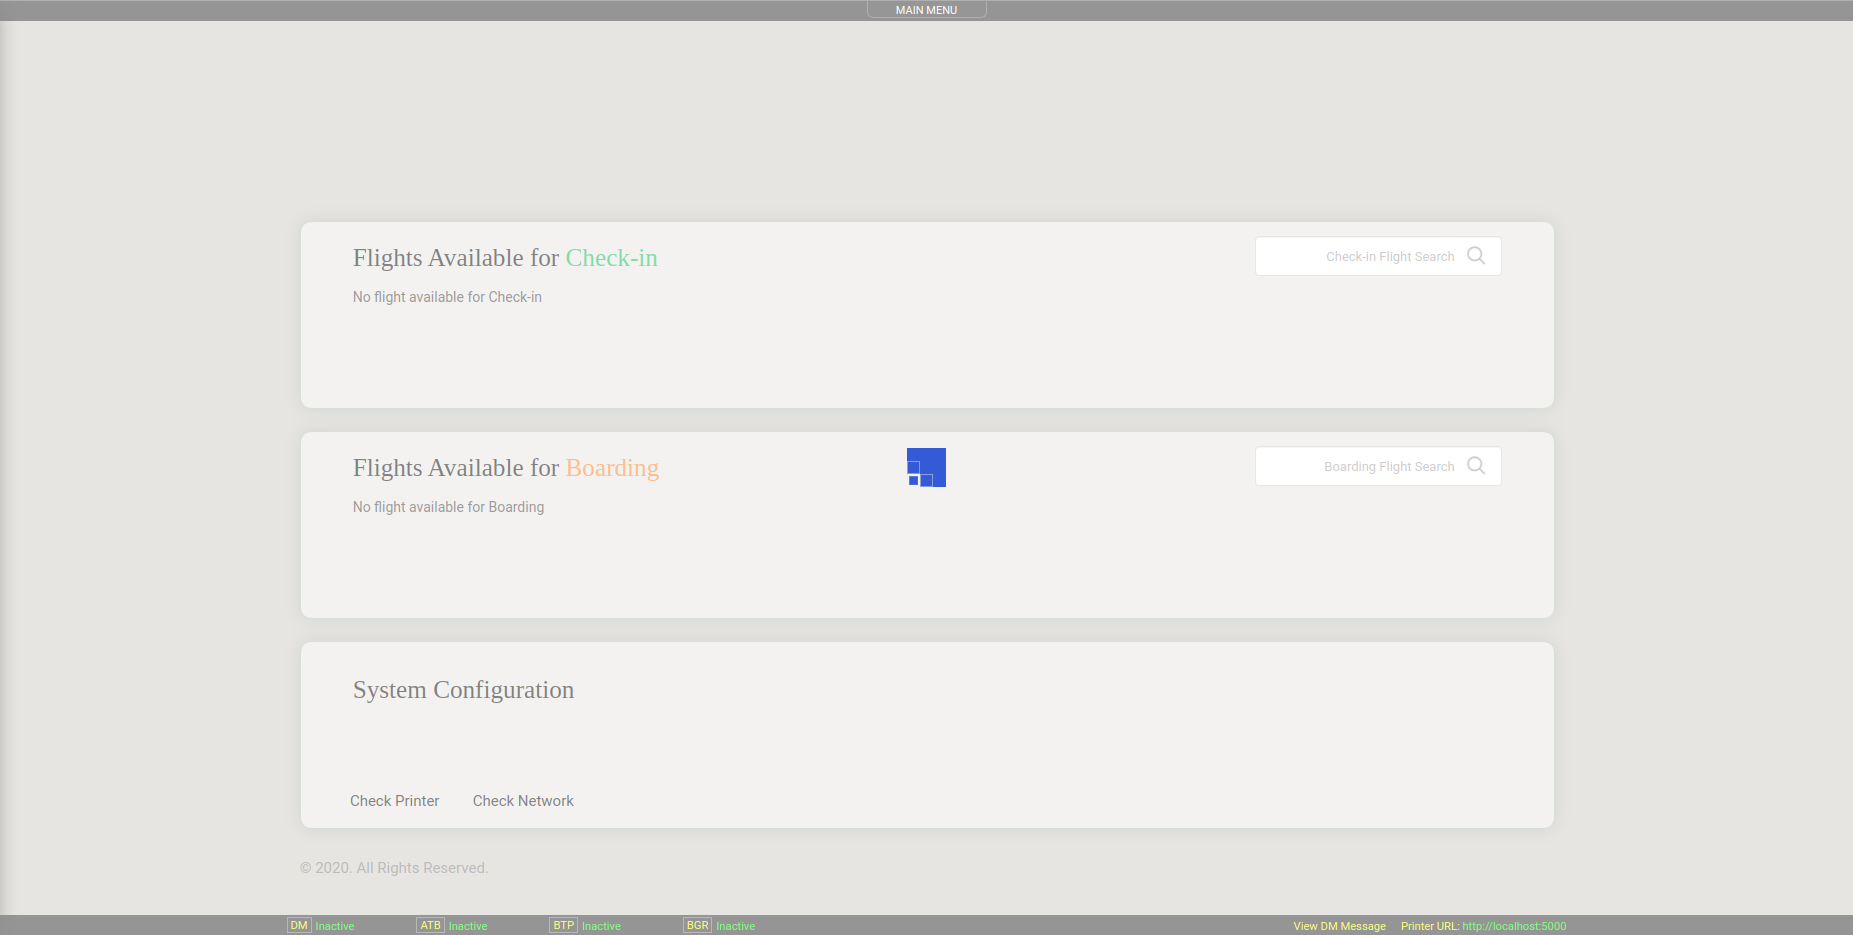 MAIN MENU
Flights Available for Check-in
Check-in Flight Search
No flight available for Check-in
Flights Available for Boarding
Boarding Flight Search
No flight available for Boarding
System Configuration
Check Printer Check Network
© 2020. All Rights Reserved.
DM Inactive ATB Inactive BTP Inactive BGR Inactive View DM Message Printer URL: http://localhost:5000